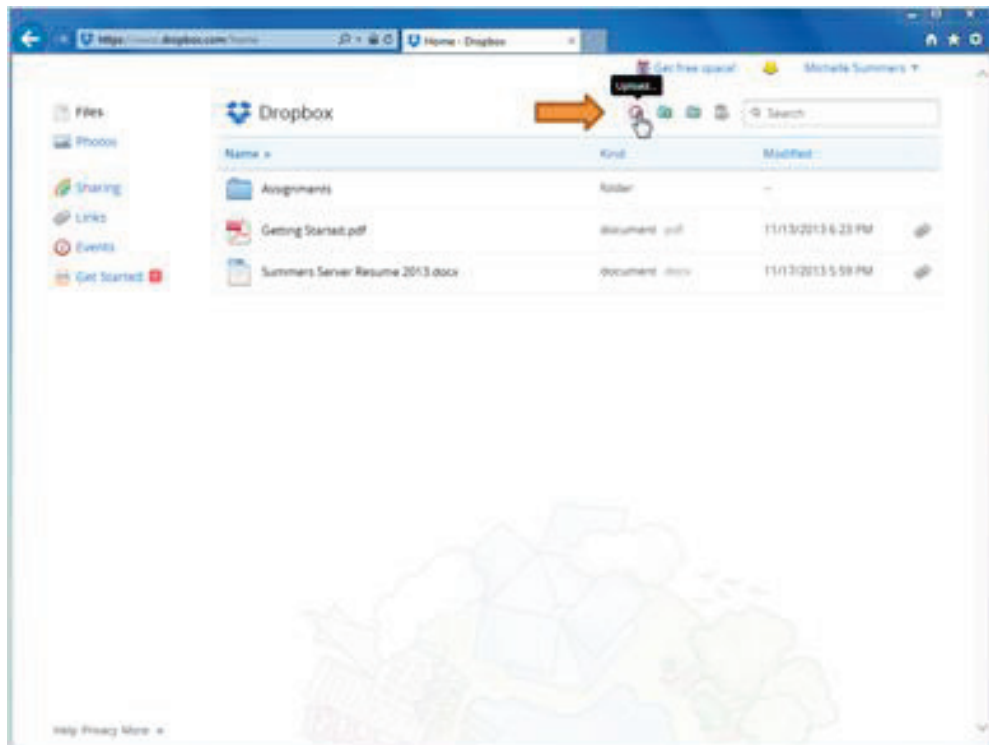 https://www.dropbox.com/home
Home - Dropbox
Get free space!
Michelle Summers
Upload...
Files
Dropbox
Search
Photos
Name
Kind
Modified
Sharing
Assignments
folder
--
Links
Getting Started.pdf
document pdf
11/13/2013 6:23 PM
Events
Get Started
Summers Server Resume 2013.docx
document docx
11/17/2013 5:59 PM
Help Privacy More